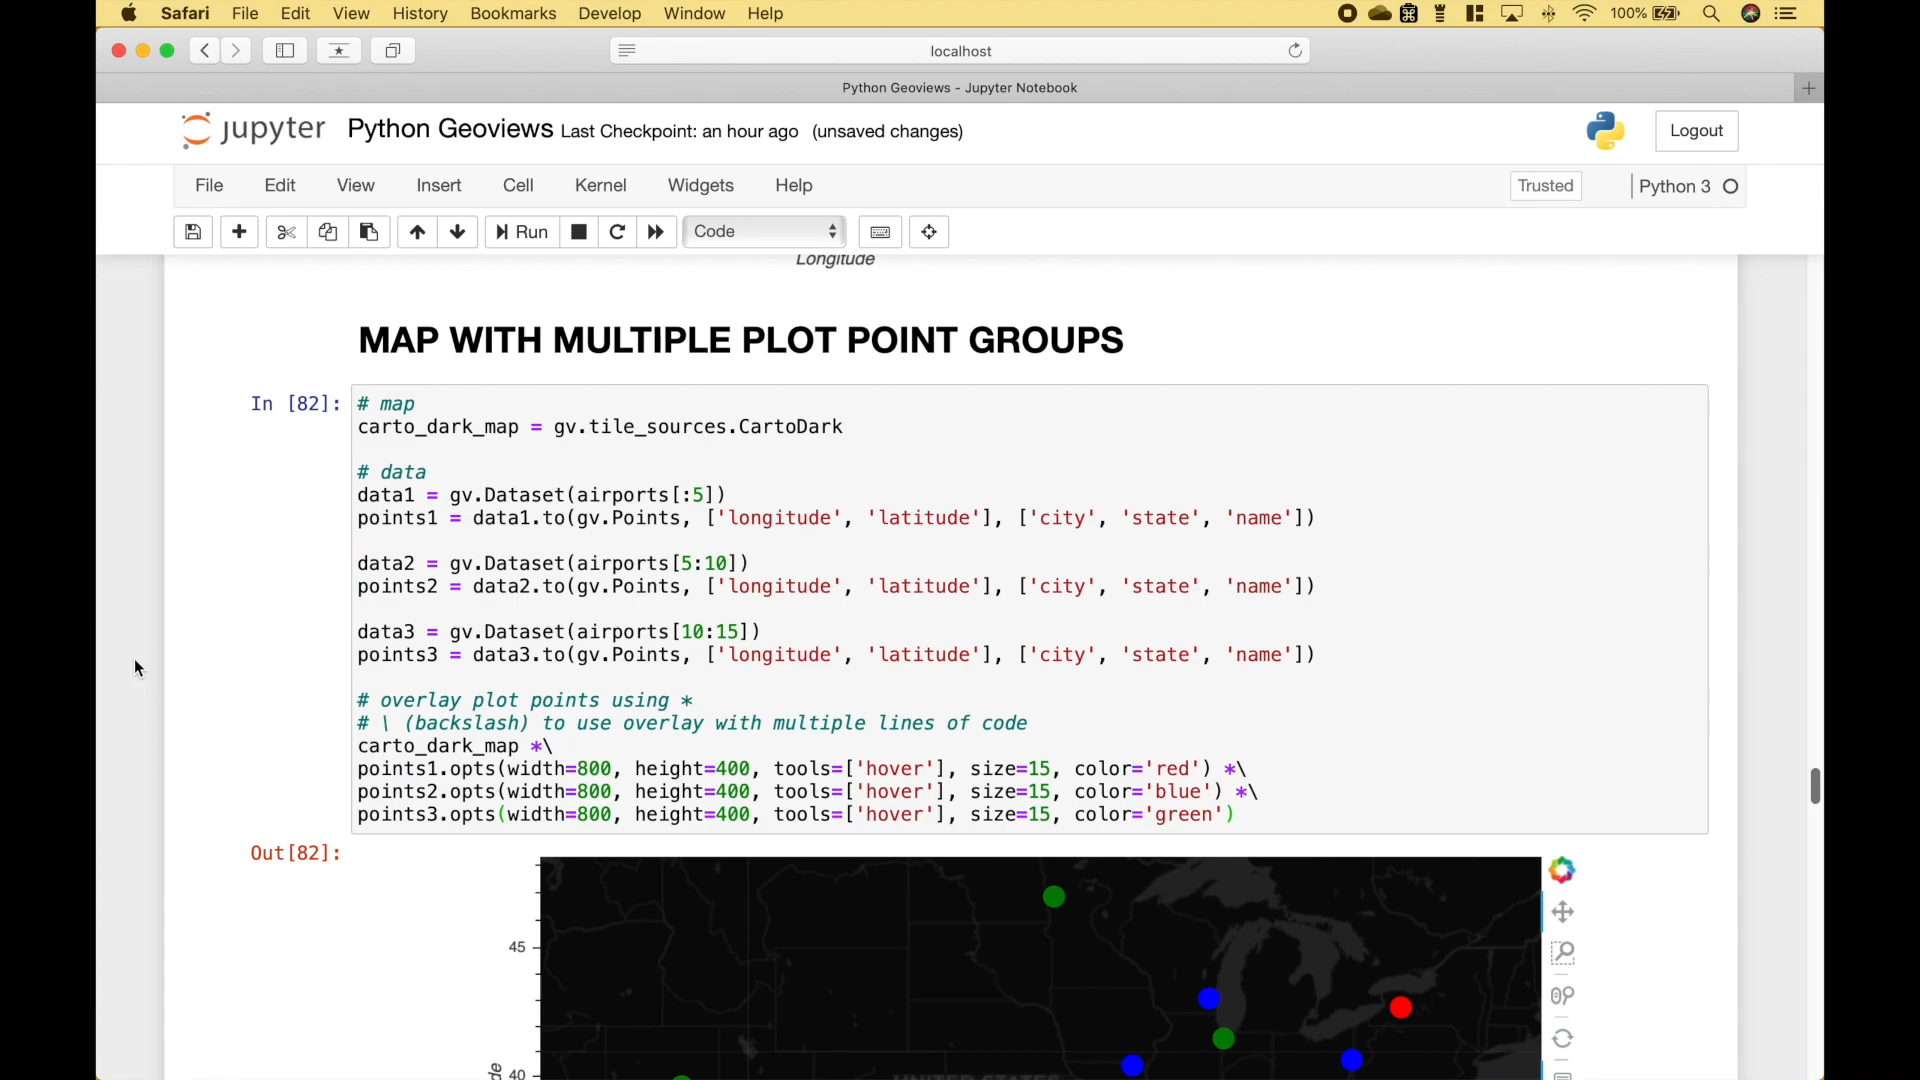 Safari File Edit View History Bookmarks Develop Window Help 100%
localhost
Python Geoviews - Jupyter Notebook
jupyter Python Geoviews Last Checkpoint: an hour ago (unsaved changes) Logout
File Edit View Insert Cell Kernel Widgets Help Trusted Python 3
Run Code
Longitude
MAP WITH MULTIPLE PLOT POINT GROUPS
In [82]: # map
carto_dark_map = gv.tile_sources.CartoDark
# data
data1 = gv.Dataset(airports[:5])
points1 = data1.to(gv.Points, ['longitude', 'latitude'], ['city', 'state', 'name'])
data2 = gv.Dataset(airports[5:10])
points2 = data2.to(gv.Points, ['longitude', 'latitude'], ['city', 'state', 'name'])
data3 = gv.Dataset(airports[10:15])
points3 = data3.to(gv.Points, ['longitude', 'latitude'], ['city', 'state', 'name'])
# overlay plot points using *
# \ (backslash) to use overlay with multiple lines of code
carto_dark_map *\
points1.opts(width=800, height=400, tools=['hover'], size=15, color='red') *\
points2.opts(width=800, height=400, tools=['hover'], size=15, color='blue') *\
points3.opts(width=800, height=400, tools=['hover'], size=15, color='green')
Out[82]:
45
40
UNITED STATES